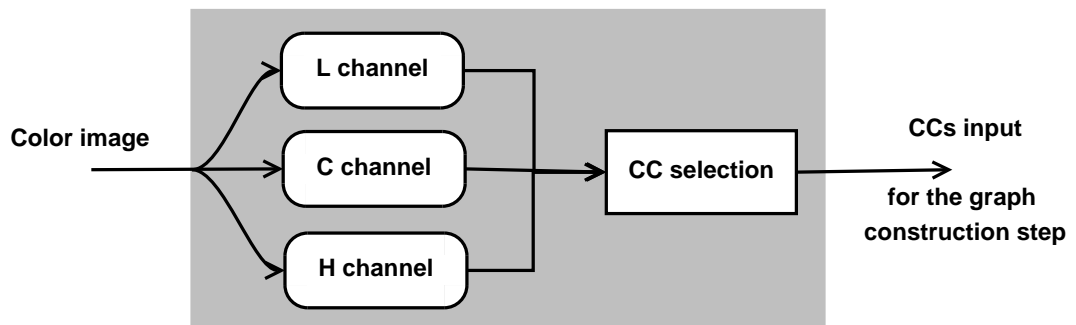 Color image
L channel
C channel
H channel
CC selection
CCs input
for the graph
construction step